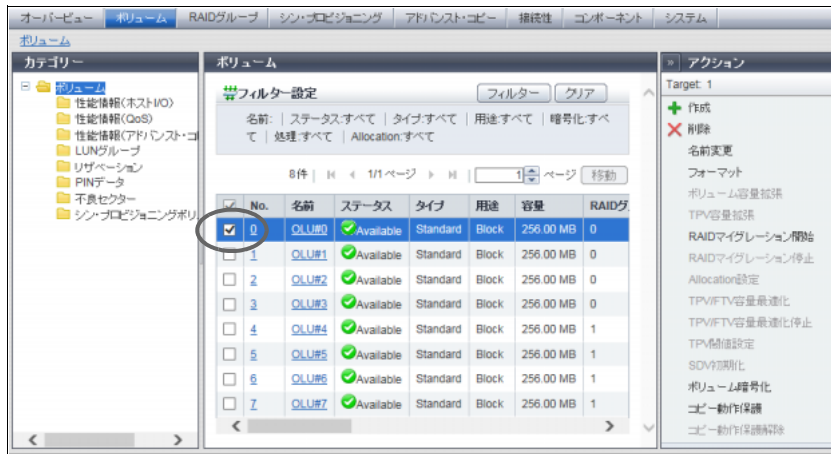 オーバービュー ボリューム RAIDグループ シン・プロビジョニング アドバンスト・コピー 接続性 コンポーネント システム
ボリューム
カテゴリー
ボリューム
性能情報(ホストI/O)
性能情報(QoS)
性能情報(アドバンスト・コ
LUNグループ
リザベーション
PINデータ
不良セクター
シン・プロビジョニングボリ
ボリューム
フィルター設定 フィルター クリア
名前: | ステータス:すべて | タイプ:すべて | 用途:すべて | 暗号化:すべ
て | 処理:すべて | Allocation:すべて
8件 | 1/1 ページ | 1 ページ 移動
No. 名前 ステータス タイプ 用途 容量 RAIDグ
0 OLU#0 Available Standard Block 256.00 MB 0
1 OLU#1 Available Standard Block 256.00 MB 0
2 OLU#2 Available Standard Block 256.00 MB 0
3 OLU#3 Available Standard Block 256.00 MB 0
4 OLU#4 Available Standard Block 256.00 MB 1
5 OLU#5 Available Standard Block 256.00 MB 1
6 OLU#6 Available Standard Block 256.00 MB 1
7 OLU#7 Available Standard Block 256.00 MB 1
» アクション
Target: 1
作成
削除
名前変更
フォーマット
ボリューム容量拡張
TPV容量拡張
RAIDマイグレーション開始
RAIDマイグレーション停止
Allocation設定
TPV/FTV容量最適化
TPV/FTV容量最適化停止
TPV閾値設定
SDV初期化
ボリューム暗号化
コピー動作保護
コピー動作保護解除